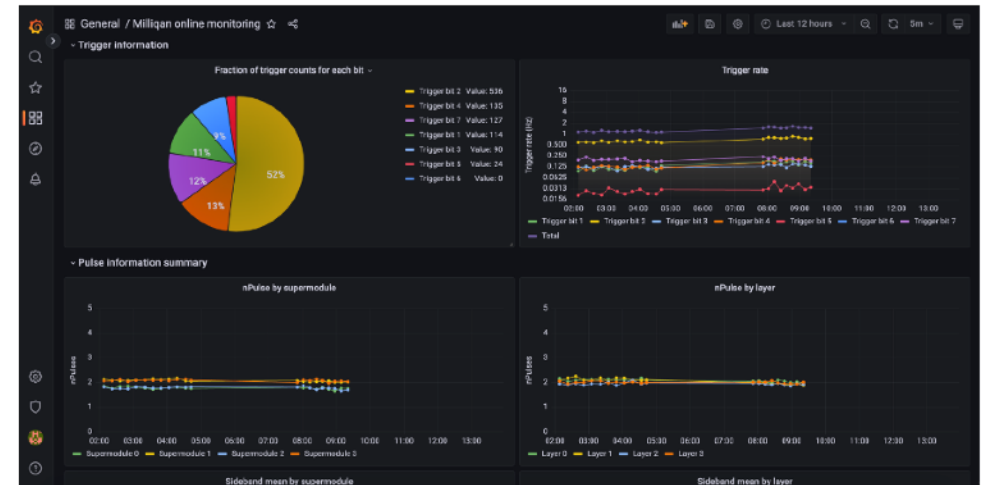 General / Milliqan online monitoring
Last 12 hours
5m
Trigger information
Fraction of trigger counts for each bit
Trigger bit 2 Value: 536
Trigger bit 4 Value: 135
Trigger bit 7 Value: 127
Trigger bit 1 Value: 114
Trigger bit 3 Value: 90
Trigger bit 5 Value: 24
Trigger bit 6 Value: 0
9%
11%
12%
13%
52%
Trigger rate
Trigger rate (Hz)
16
8
4
2
1
0.500
0.250
0.125
0.0625
0.0313
0.0156
02:00 03:00 04:00 05:00 06:00 07:00 08:00 09:00 10:00 11:00 12:00 13:00
Trigger bit 1 Trigger bit 2 Trigger bit 3 Trigger bit 4 Trigger bit 5 Trigger bit 6 Trigger bit 7
Total
Pulse information summary
nPulse by supermodule
nPulses
5
4
3
2
1
0
02:00 03:00 04:00 05:00 06:00 07:00 08:00 09:00 10:00 11:00 12:00 13:00
Supermodule 0 Supermodule 1 Supermodule 2 Supermodule 3
nPulse by layer
nPulses
5
4
3
2
1
0
02:00 03:00 04:00 05:00 06:00 07:00 08:00 09:00 10:00 11:00 12:00 13:00
Layer 0 Layer 1 Layer 2 Layer 3
Sideband mean by supermodule
Sideband mean by layer